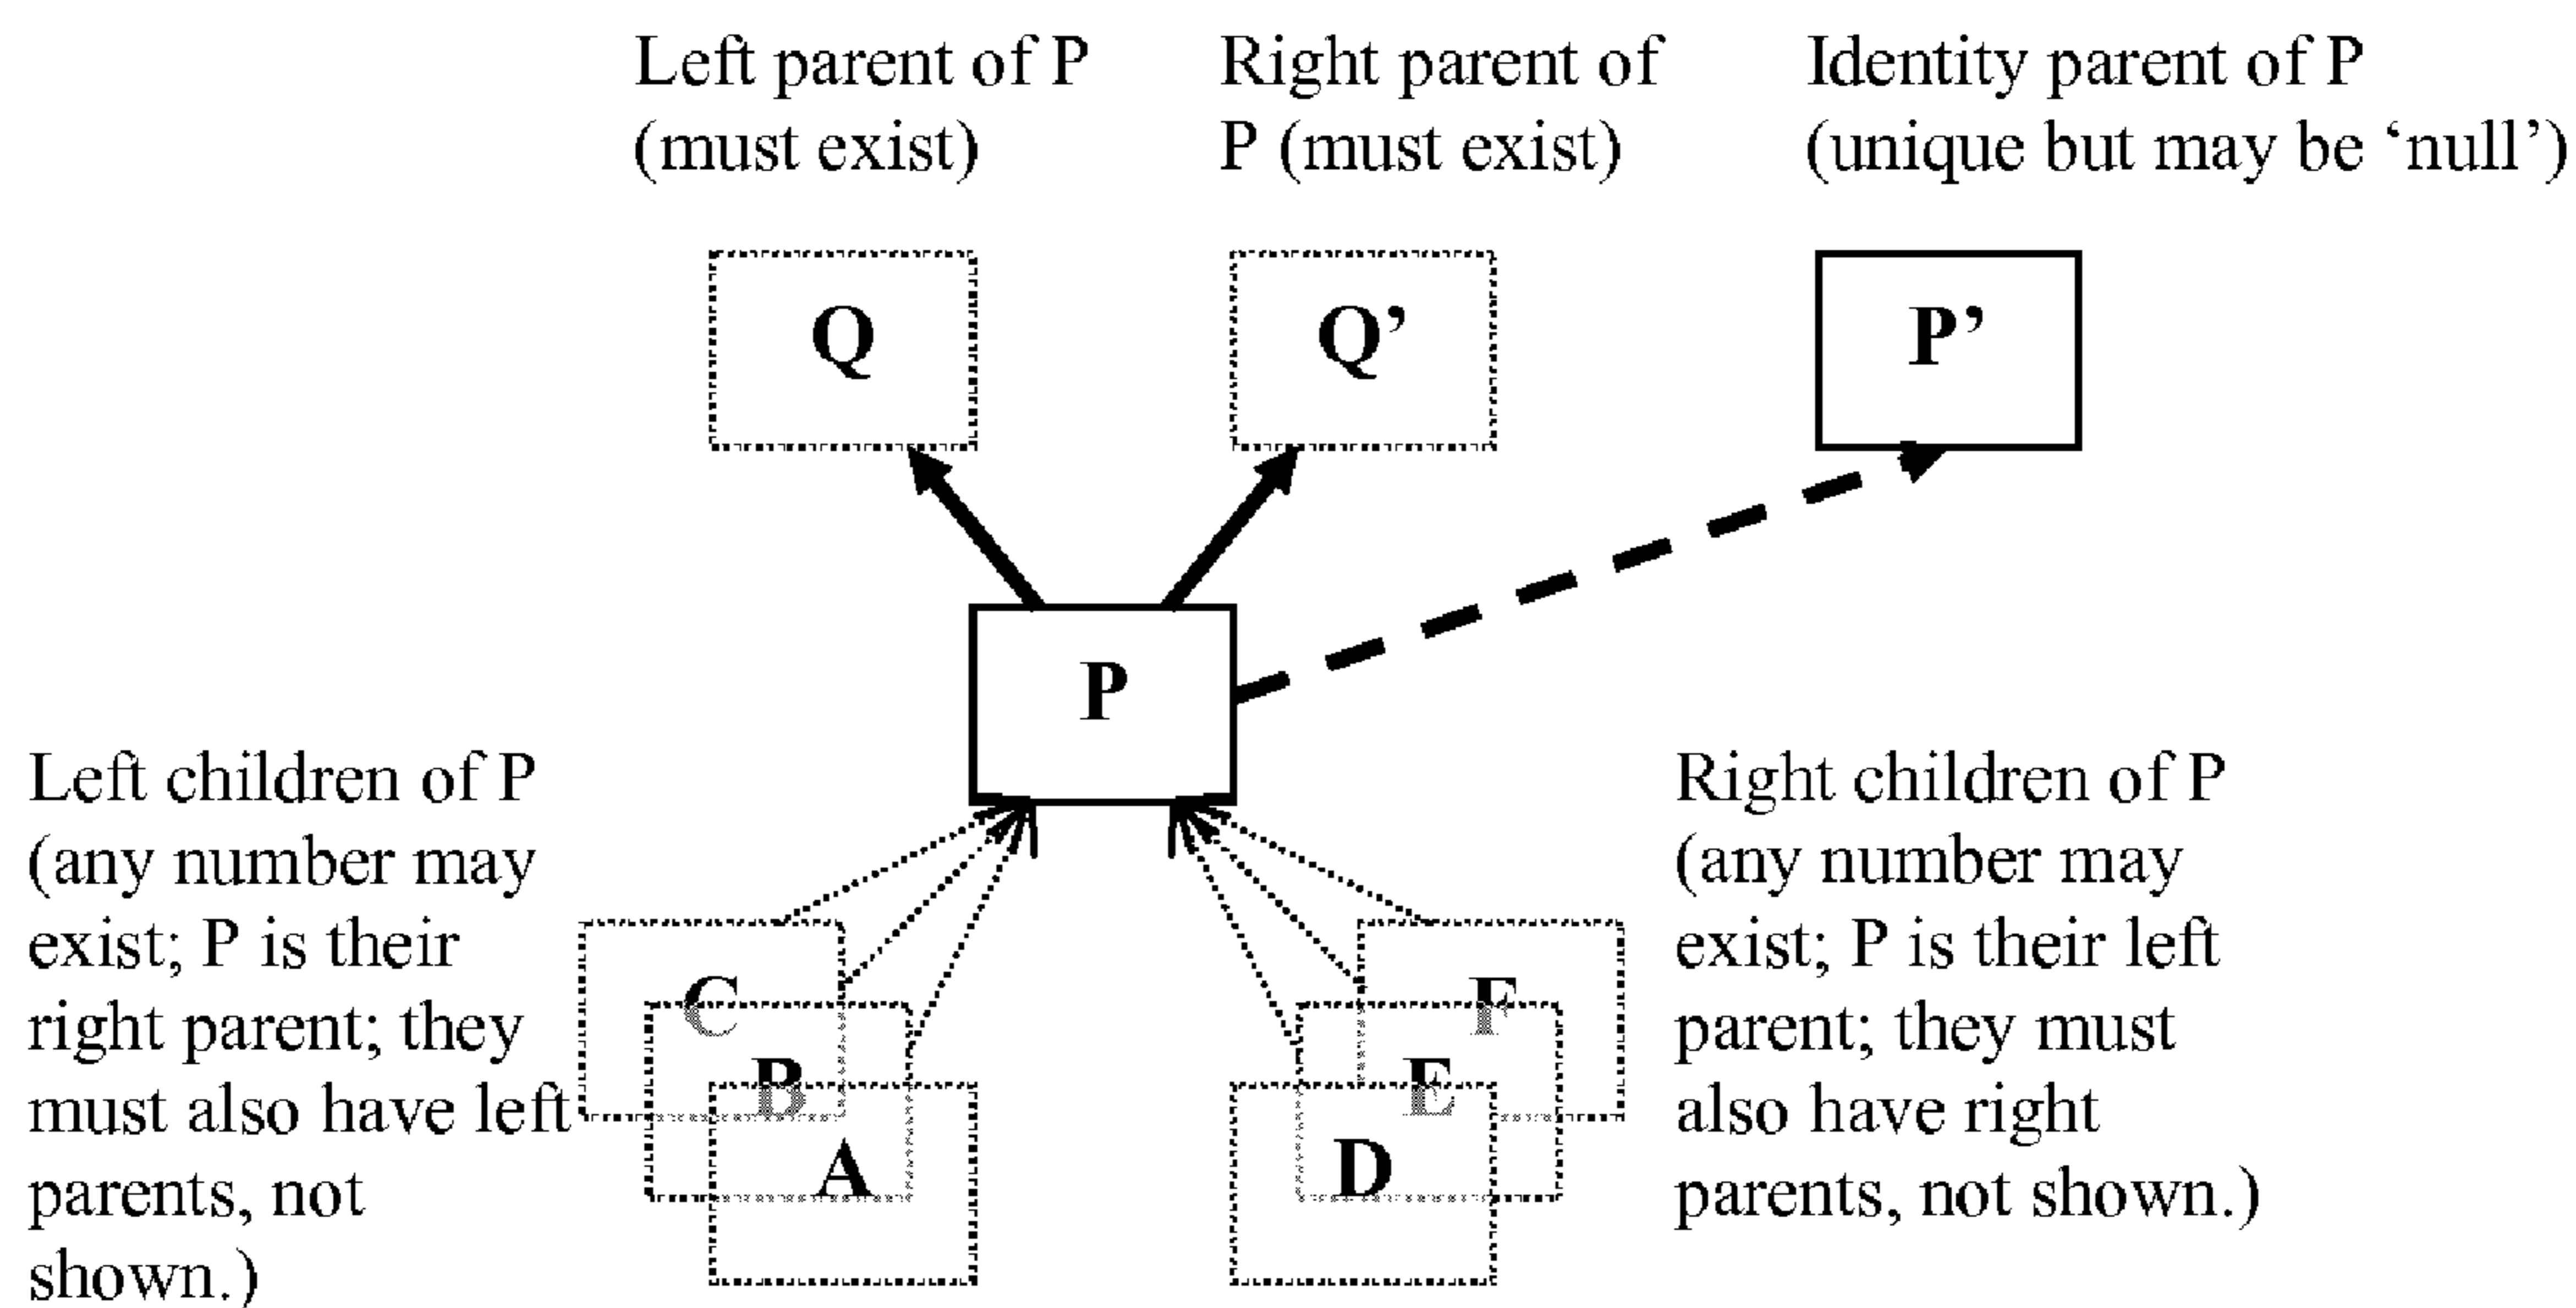 Left parent of P
(must exist)
Right parent of
P (must exist)
Identity parent of P
(unique but may be ‘null’)
Q
Q’
P’
P
Left children of P
(any number may
exist; P is their
right parent; they
must also have left
parents, not
shown.)
C
B
A
F
E
D
Right children of P
(any number may
exist; P is their left
parent; they must
also have right
parents, not shown.)